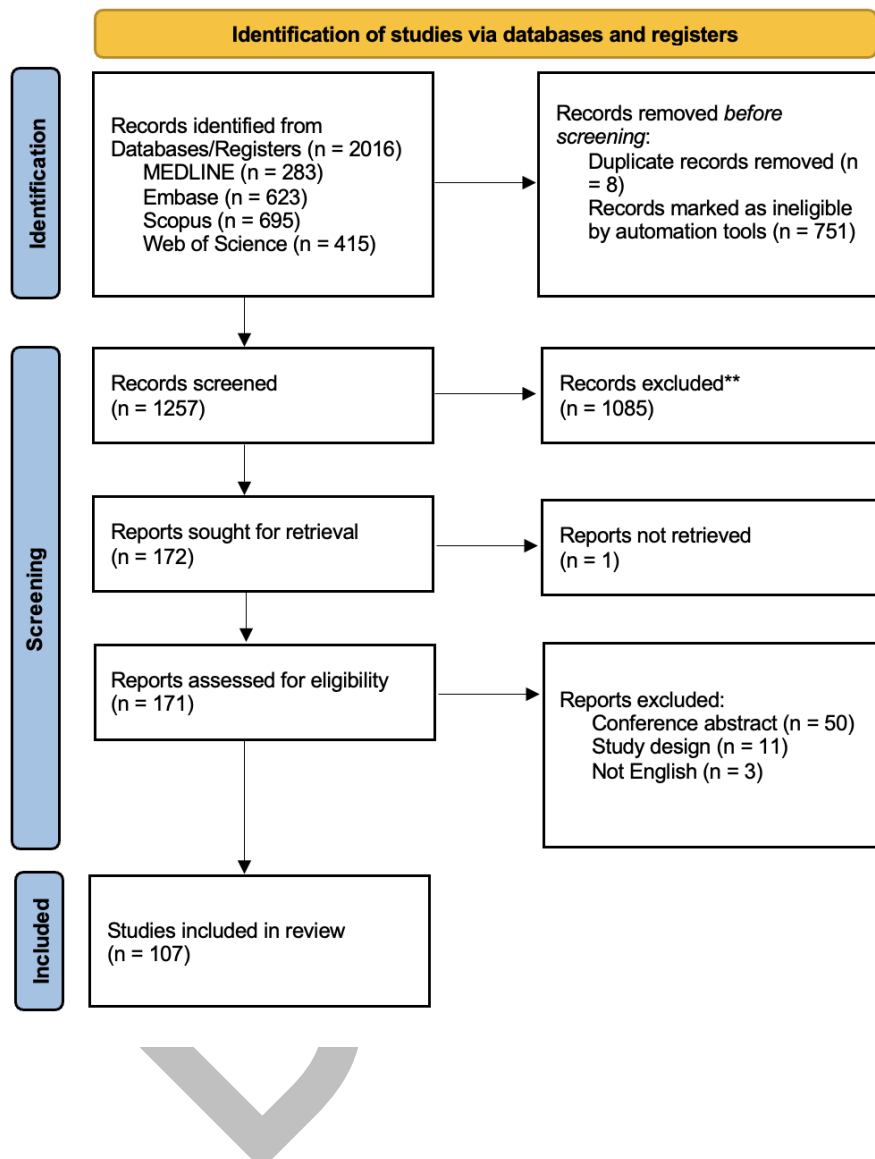 Identification of studies via databases and registers
Identification
Records identified from
Databases/Registers (n = 2016)
MEDLINE (n = 283)
Embase (n = 623)
Scopus (n = 695)
Web of Science (n = 415)
Records removed before
screening:
Duplicate records removed (n
= 8)
Records marked as ineligible
by automation tools (n = 751)
Screening
Records screened
(n = 1257)
Records excluded**
(n = 1085)
Reports sought for retrieval
(n = 172)
Reports not retrieved
(n = 1)
Reports assessed for eligibility
(n = 171)
Reports excluded:
Conference abstract (n = 50)
Study design (n = 11)
Not English (n = 3)
Included
Studies included in review
(n = 107)